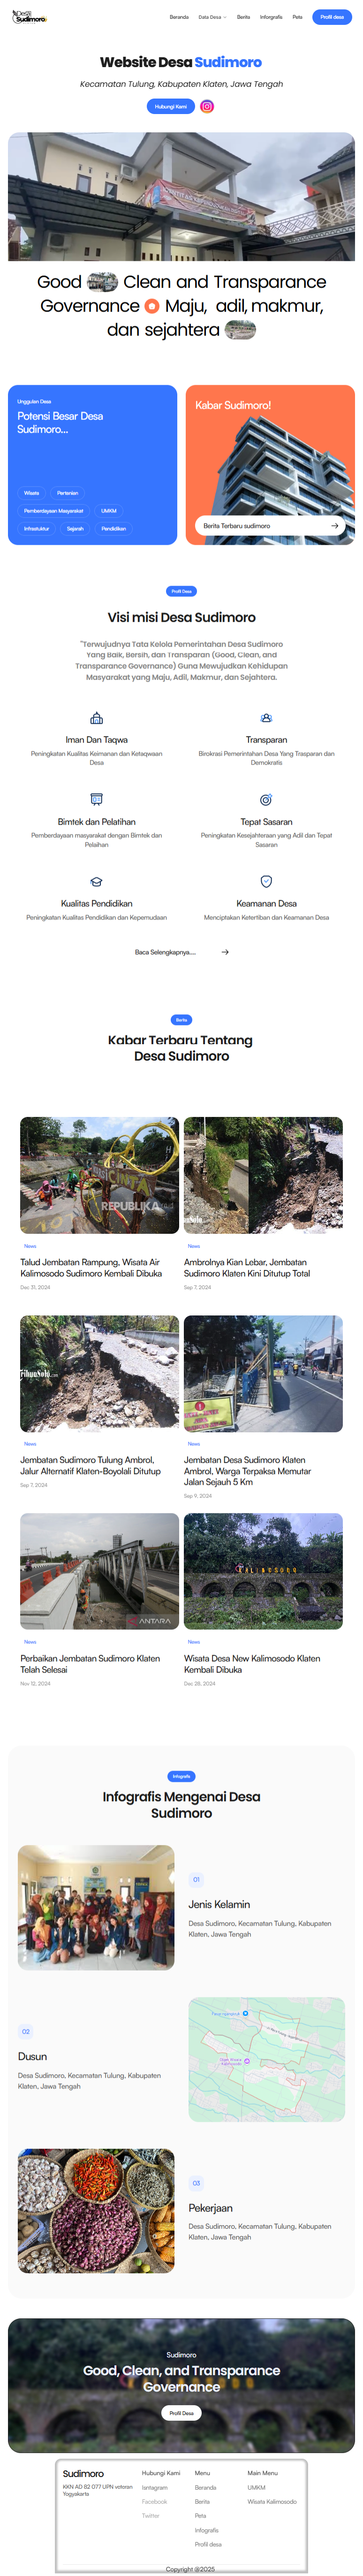 Desa
Sudimoro
Beranda
Data Desa
Berita
Infografis
Peta
Profil desa
Website Desa Sudimoro
Kecamatan Tulung, Kabupaten Klaten, Jawa Tengah
Hubungi Kami
Good Clean and Transparance
Governance Maju, adil, makmur,
dan sejahtera
Unggulan Desa
Potensi Besar Desa
Sudimoro...
Wisata
Pertanian
Pemberdayaan Masyarakat
UMKM
Infrastuktur
Sejarah
Pendidikan
Kabar Sudimoro!
Berita Terbaru sudimoro
Profil Desa
Visi misi Desa Sudimoro
"Terwujudnya Tata Kelola Pemerintahan Desa Sudimoro
Yang Baik, Bersih, dan Transparan (Good, Clean, and
Transparance Governance) Guna Mewujudkan Kehidupan
Masyarakat yang Maju, Adil, Makmur, dan Sejahtera.
Iman Dan Taqwa
Peningkatan Kualitas Keimanan dan Ketaqwaan
Desa
Transparan
Birokrasi Pemerintahan Desa Yang Trasparan dan
Demokratis
Bimtek dan Pelatihan
Pemberdayaan masyarakat dengan Bimtek dan
Pelaihan
Tepat Sasaran
Peningkatan Kesejahteraan yang Adil dan Tepat
Sasaran
Kualitas Pendidikan
Peningkatan Kualitas Pendidikan dan Kepemudaan
Keamanan Desa
Menciptakan Ketertiban dan Keamanan Desa
Baca Selengkapnya....
Berita
Kabar Terbaru Tentang
Desa Sudimoro
CINTA
REPUBLIKA
News
Talud Jembatan Rampung, Wisata Air
Kalimosodo Sudimoro Kembali Dibuka
Dec 31, 2024
News
Ambrolnya Kian Lebar, Jembatan
Sudimoro Klaten Kini Ditutup Total
Sep 7, 2024
News
Jembatan Sudimoro Tulung Ambrol,
Jalur Alternatif Klaten-Boyolali Ditutup
Sep 7, 2024
News
Jembatan Desa Sudimoro Klaten
Ambrol, Warga Terpaksa Memutar
Jalan Sejauh 5 Km
Sep 9, 2024
ANTARA
KALIMOSODO
News
Perbaikan Jembatan Sudimoro Klaten
Telah Selesai
Nov 12, 2024
News
Wisata Desa New Kalimosodo Klaten
Kembali Dibuka
Dec 28, 2024
Infografis
Infografis Mengenai Desa
Sudimoro
01
Jenis Kelamin
Desa Sudimoro, Kecamatan Tulung, Kabupaten
Klaten, Jawa Tengah
02
Dusun
Desa Sudimoro, Kecamatan Tulung, Kabupaten
Klaten, Jawa Tengah
03
Pekerjaan
Desa Sudimoro, Kecamatan Tulung, Kabupaten
Klaten, Jawa Tengah
Sudimoro
Good, Clean, and Transparance
Governance
Profil Desa
Sudimoro
KKN AD 82 077 UPN veteran
Yogyakarta
Hubungi Kami
Isntagram
Facebook
Twitter
Menu
Beranda
Berita
Peta
Infografis
Profil desa
Main Menu
UMKM
Wisata Kalimosodo
Copyright @2025